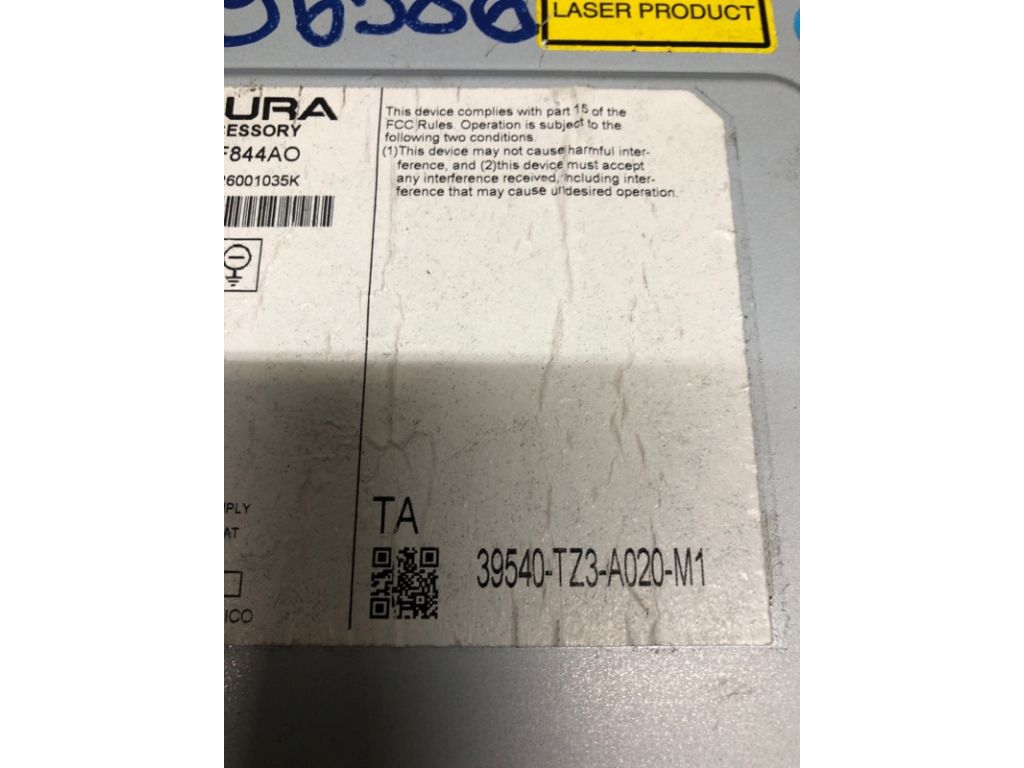 LASER PRODUCT
URA
CESSORY
F844AO
26001035K
This device complies with part 15 of the
FCC Rules. Operation is subject to the
following two conditions.
(1)This device may not cause harmful inter-
ference, and (2)this device must accept
any interference received, including inter-
ference that may cause undesired operation.
PLY
AT
ICO
TA
39540-TZ3-A020-M1